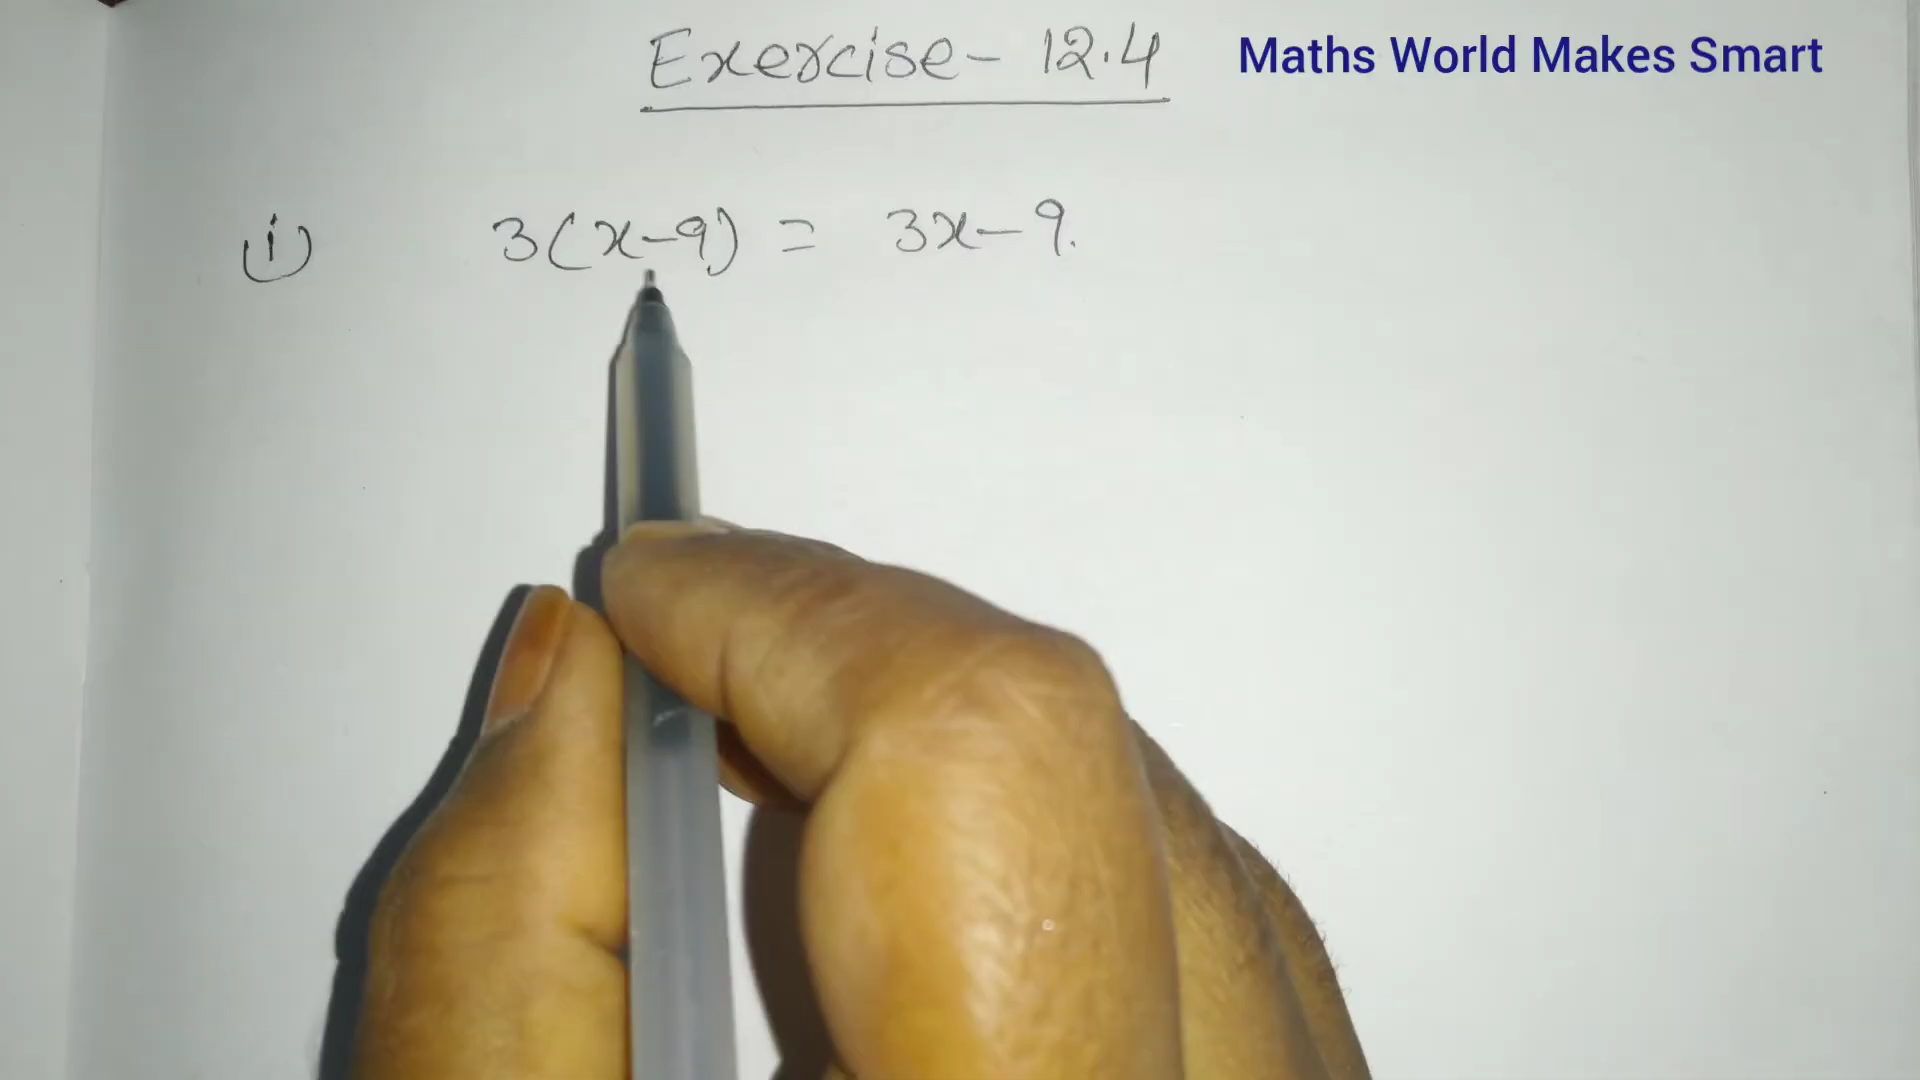 Exercise - 12.4 Maths World Makes Smart
(i) 3(x-9) = 3x-9.